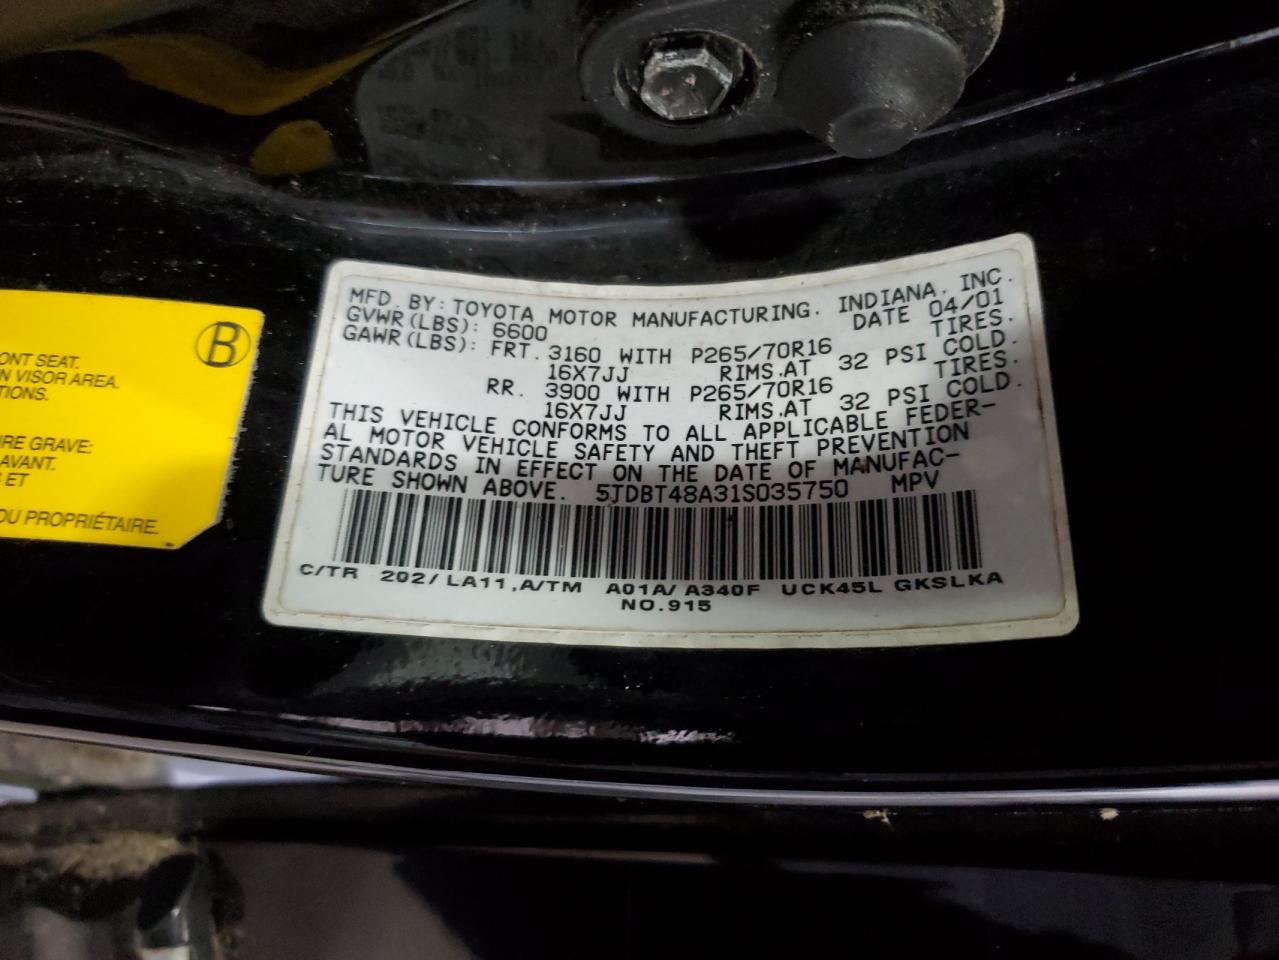 MFD. BY: TOYOTA MOTOR MANUFACTURING. INDIANA, INC.
GVWR(LBS): 6600 DATE 04/01
GAWR(LBS): FRT. 3160 WITH P265/70R16 TIRES.
16X7JJ RIMS.AT 32 PSI COLD.
RR. 3900 WITH P265/70R16 TIRES.
16X7JJ RIMS.AT 32 PSI COLD.
THIS VEHICLE CONFORMS TO ALL APPLICABLE FEDER-
AL MOTOR VEHICLE SAFETY AND THEFT PREVENTION
STANDARDS IN EFFECT ON THE DATE OF MANUFAC-
TURE SHOWN ABOVE. 5TDBT48A31S035750 MPV
C/TR 202/ LA11,A/TM A01A/ A340F UCK45L GKSLKA
NO.915
B
ONT SEAT.
N VISOR AREA.
TIONS.
RE GRAVE:
AVANT.
ET
DU PROPRIÉTAIRE.